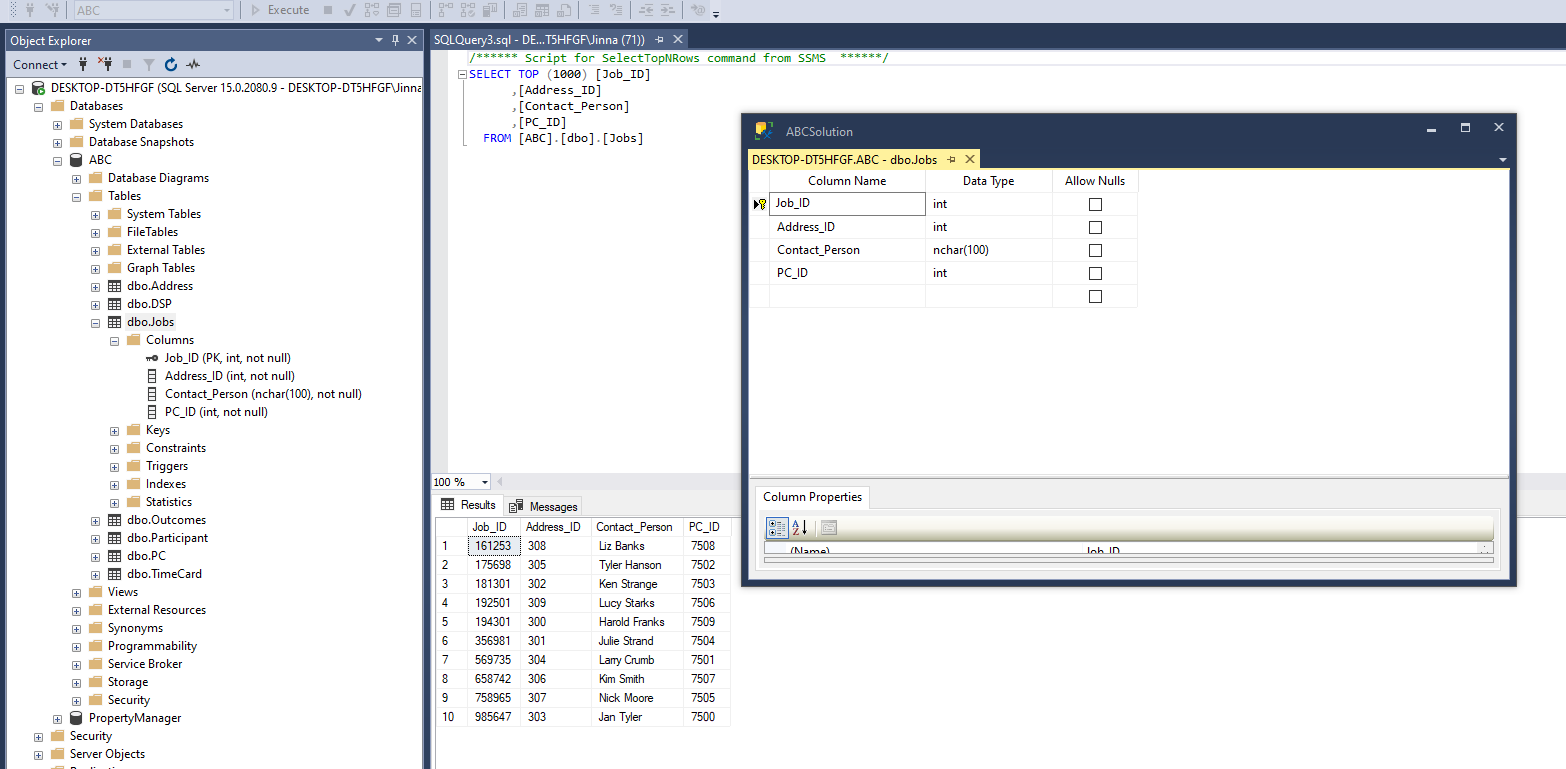 ABC
Execute
Object Explorer
Connect
DESKTOP-DT5HFGF (SQL Server 15.0.2080.9 - DESKTOP-DT5HFGF\Jinna
Databases
System Databases
Database Snapshots
ABC
Database Diagrams
Tables
System Tables
FileTables
External Tables
Graph Tables
dbo.Address
dbo.DSP
dbo.Jobs
Columns
Job_ID (PK, int, not null)
Address_ID (int, not null)
Contact_Person (nchar(100), not null)
PC_ID (int, not null)
Keys
Constraints
Triggers
Indexes
Statistics
dbo.Outcomes
dbo.Participant
dbo.PC
dbo.TimeCard
Views
External Resources
Synonyms
Programmability
Service Broker
Storage
Security
PropertyManager
Security
Server Objects
SQLQuery3.sql - DE...T5HFGF\Jinna (71))
/****** Script for SelectTopNRows command from SSMS ******/
SELECT TOP (1000) [Job_ID]
,[Address_ID]
,[Contact_Person]
,[PC_ID]
FROM [ABC].[dbo].[Jobs]
100 %
Results Messages
Job_ID Address_ID Contact_Person PC_ID
1 161253 308 Liz Banks 7508
2 175698 305 Tyler Hanson 7502
3 181301 302 Ken Strange 7503
4 192501 309 Lucy Starks 7506
5 194301 300 Harold Franks 7509
6 356981 301 Julie Strand 7504
7 569735 304 Larry Crumb 7501
8 658742 306 Kim Smith 7507
9 758965 307 Nick Moore 7505
10 985647 303 Jan Tyler 7500
ABCSolution
DESKTOP-DT5HFGF.ABC - dbo.Jobs
Column Name Data Type Allow Nulls
Job_ID int
Address_ID int
Contact_Person nchar(100)
PC_ID int
Column Properties
(Name) Job_ID